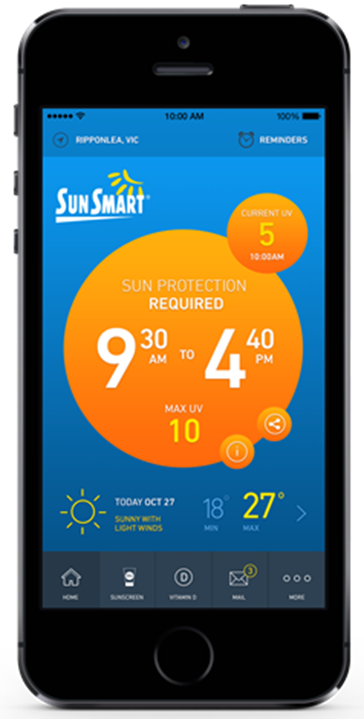 10:00 AM
100%
RIPPONLEA, VIC
REMINDERS
SUNSMART
CURRENT UV
5
10:00AM
SUN PROTECTION
REQUIRED
9 30 AM TO 4 40 PM
MAX UV
10
i
TODAY OCT 27
SUNNY WITH
LIGHT WINDS
18°
MIN
27°
MAX
D
3
HOME
SUNSCREEN
VITAMIN D
MAIL
MORE